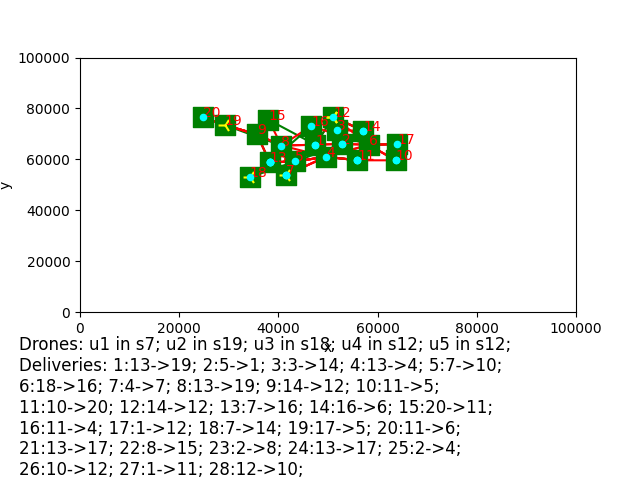 100000
80000
60000
40000
20000
0
y
0 20000 40000 60000 80000 100000
x
Drones: u1 in s7; u2 in s19; u3 in s18; u4 in s12; u5 in s12;
Deliveries: 1:13->19; 2:5->1; 3:3->14; 4:13->4; 5:7->10;
6:18->16; 7:4->7; 8:13->19; 9:14->12; 10:11->5;
11:10->20; 12:14->12; 13:7->16; 14:16->6; 15:20->11;
16:11->4; 17:1->12; 18:7->14; 19:17->5; 20:11->6;
21:13->17; 22:8->15; 23:2->8; 24:13->17; 25:2->4;
26:10->12; 27:1->11; 28:12->10;